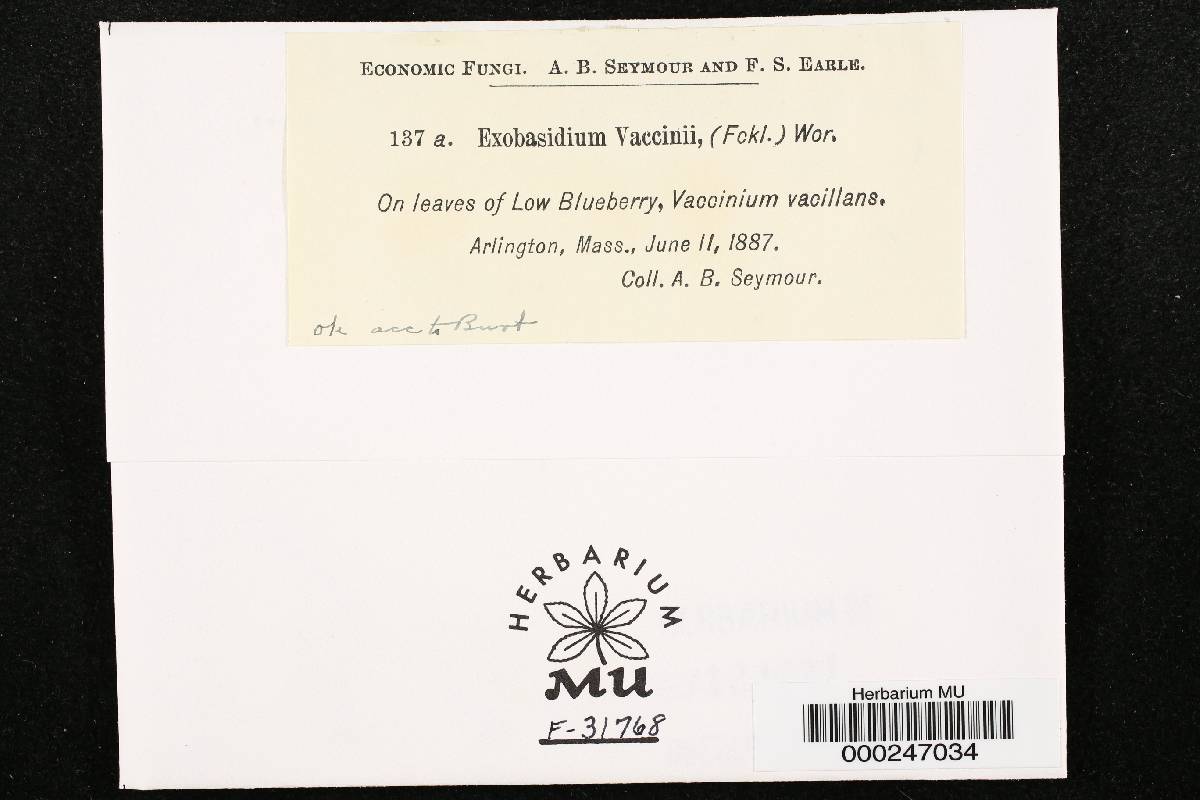 Economic Fungi. A. B. Seymour and F. S. Earle.
137 a. Exobasidium Vaccinii, (Fckl.) Wor.
On leaves of Low Blueberry, Vaccinium vacillans.
Arlington, Mass., June 11, 1887.
Coll. A. B. Seymour.
ok acc to Burt
HERBARIUM
MU
F-31768
Herbarium MU
000247034